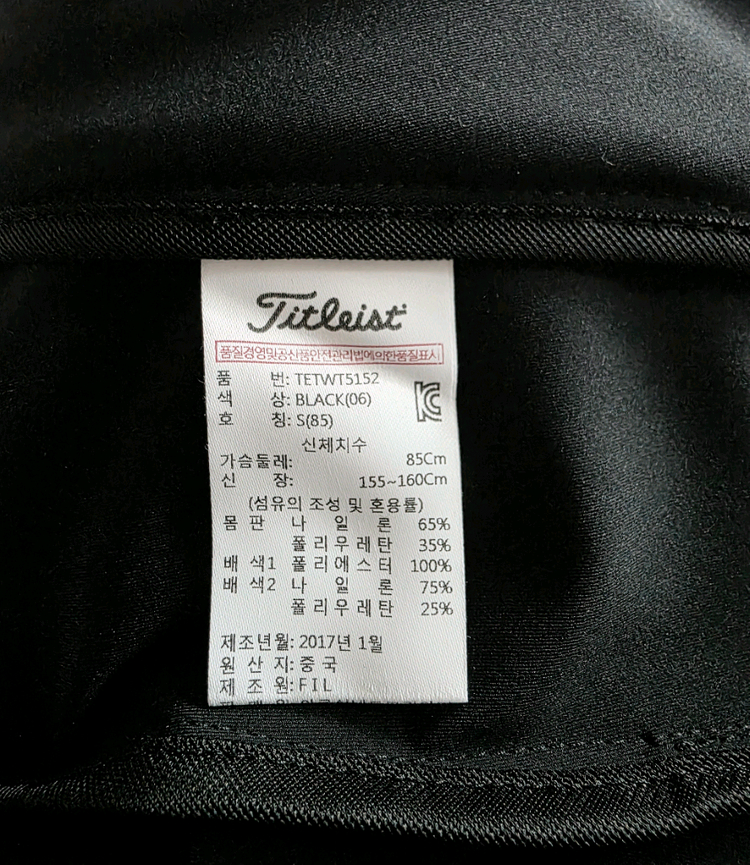 Titleist
품질경영및공산품안전관리법에의한품질표시
품 번: TETWT5152
색 상: BLACK(06)
호 칭: S(85)
신체치수
가슴둘레: 85Cm
신 장: 155~160Cm
(섬유의 조성 및 혼용률)
몸 판 나 일 론 65%
폴 리 우 레 탄 35%
배 색1 폴 리 에 스 터 100%
배 색2 나 일 론 75%
폴 리 우 레 탄 25%
제조년월: 2017년 1월
원 산 지: 중 국
제 조 원: F I L